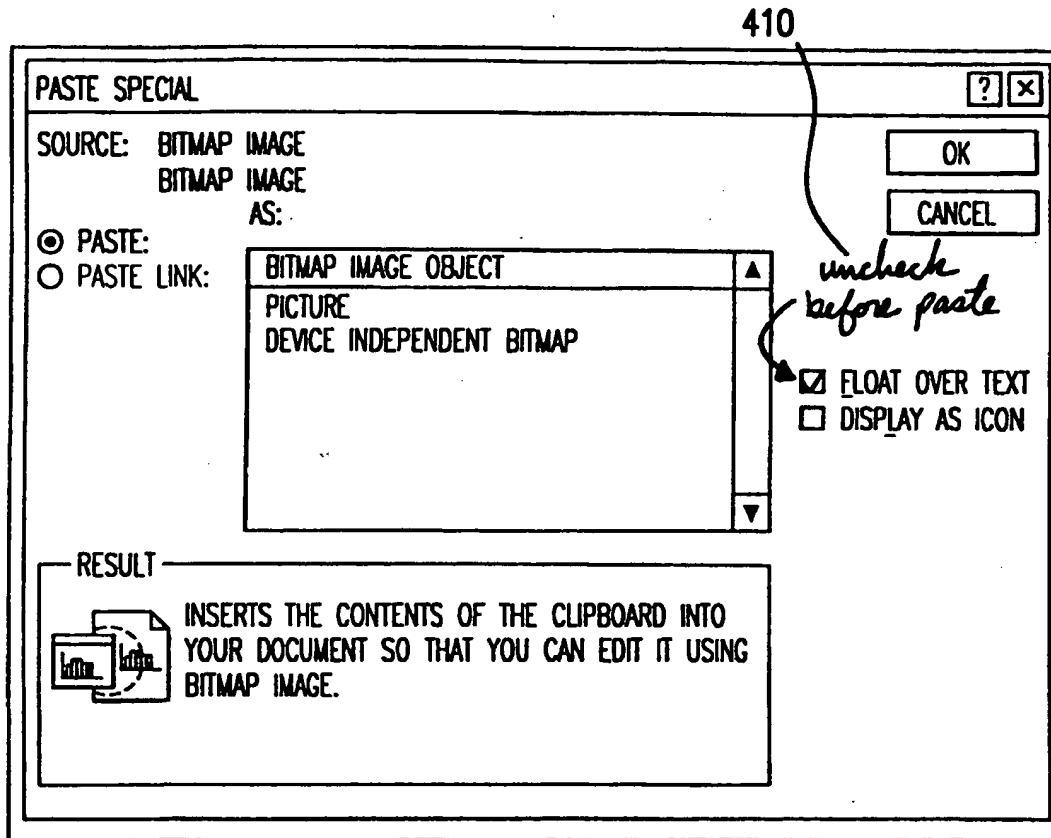 410
PASTE SPECIAL ? X
SOURCE: BITMAP IMAGE
BITMAP IMAGE
AS:
PASTE:
PASTE LINK:
BITMAP IMAGE OBJECT
PICTURE
DEVICE INDEPENDENT BITMAP
OK
CANCEL
uncheck
before paste
FLOAT OVER TEXT
DISPLAY AS ICON
RESULT
INSERTS THE CONTENTS OF THE CLIPBOARD INTO
YOUR DOCUMENT SO THAT YOU CAN EDIT IT USING
BITMAP IMAGE.